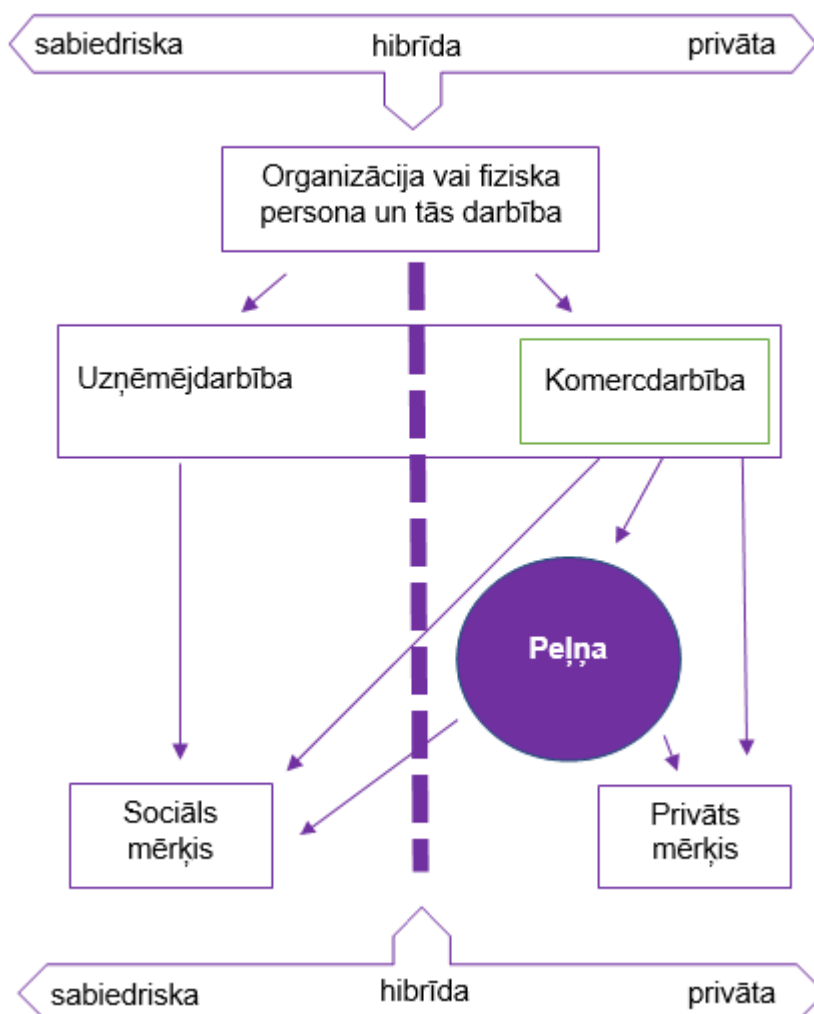 sabiedriska hibrīda privāta
Organizācija vai fiziska
persona un tās darbība
Uzņēmējdarbība
Komercdarbība
Peļņa
Sociāls
mērķis
Privāts
mērķis
sabiedriska hibrīda privāta